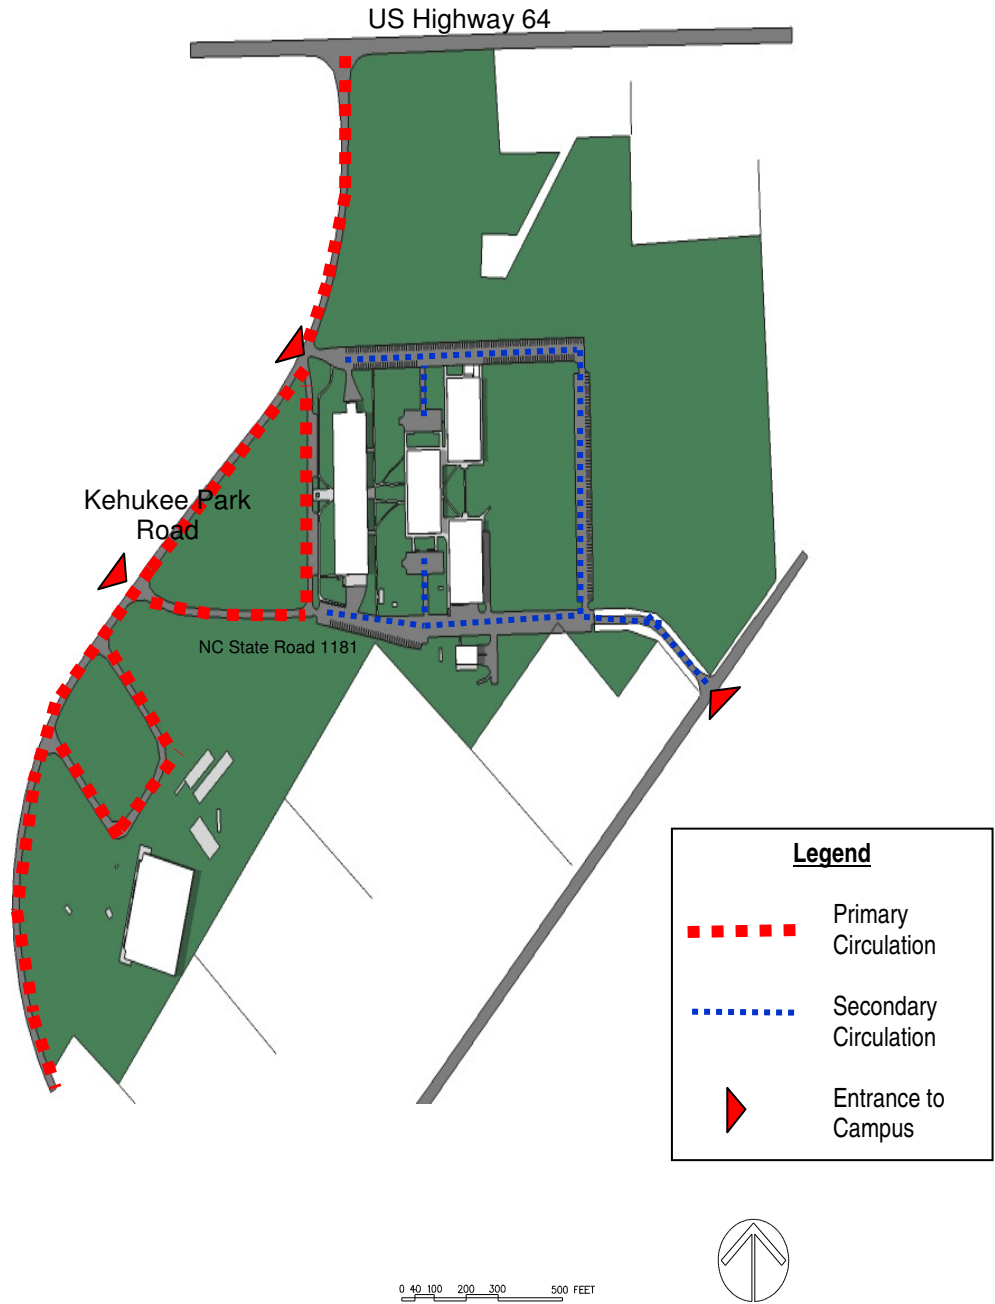 US Highway 64
Kehukee Park
Road
NC State Road 1181
Legend
Primary
Circulation
Secondary
Circulation
Entrance to
Campus
0 40 100 200 300 500 FEET